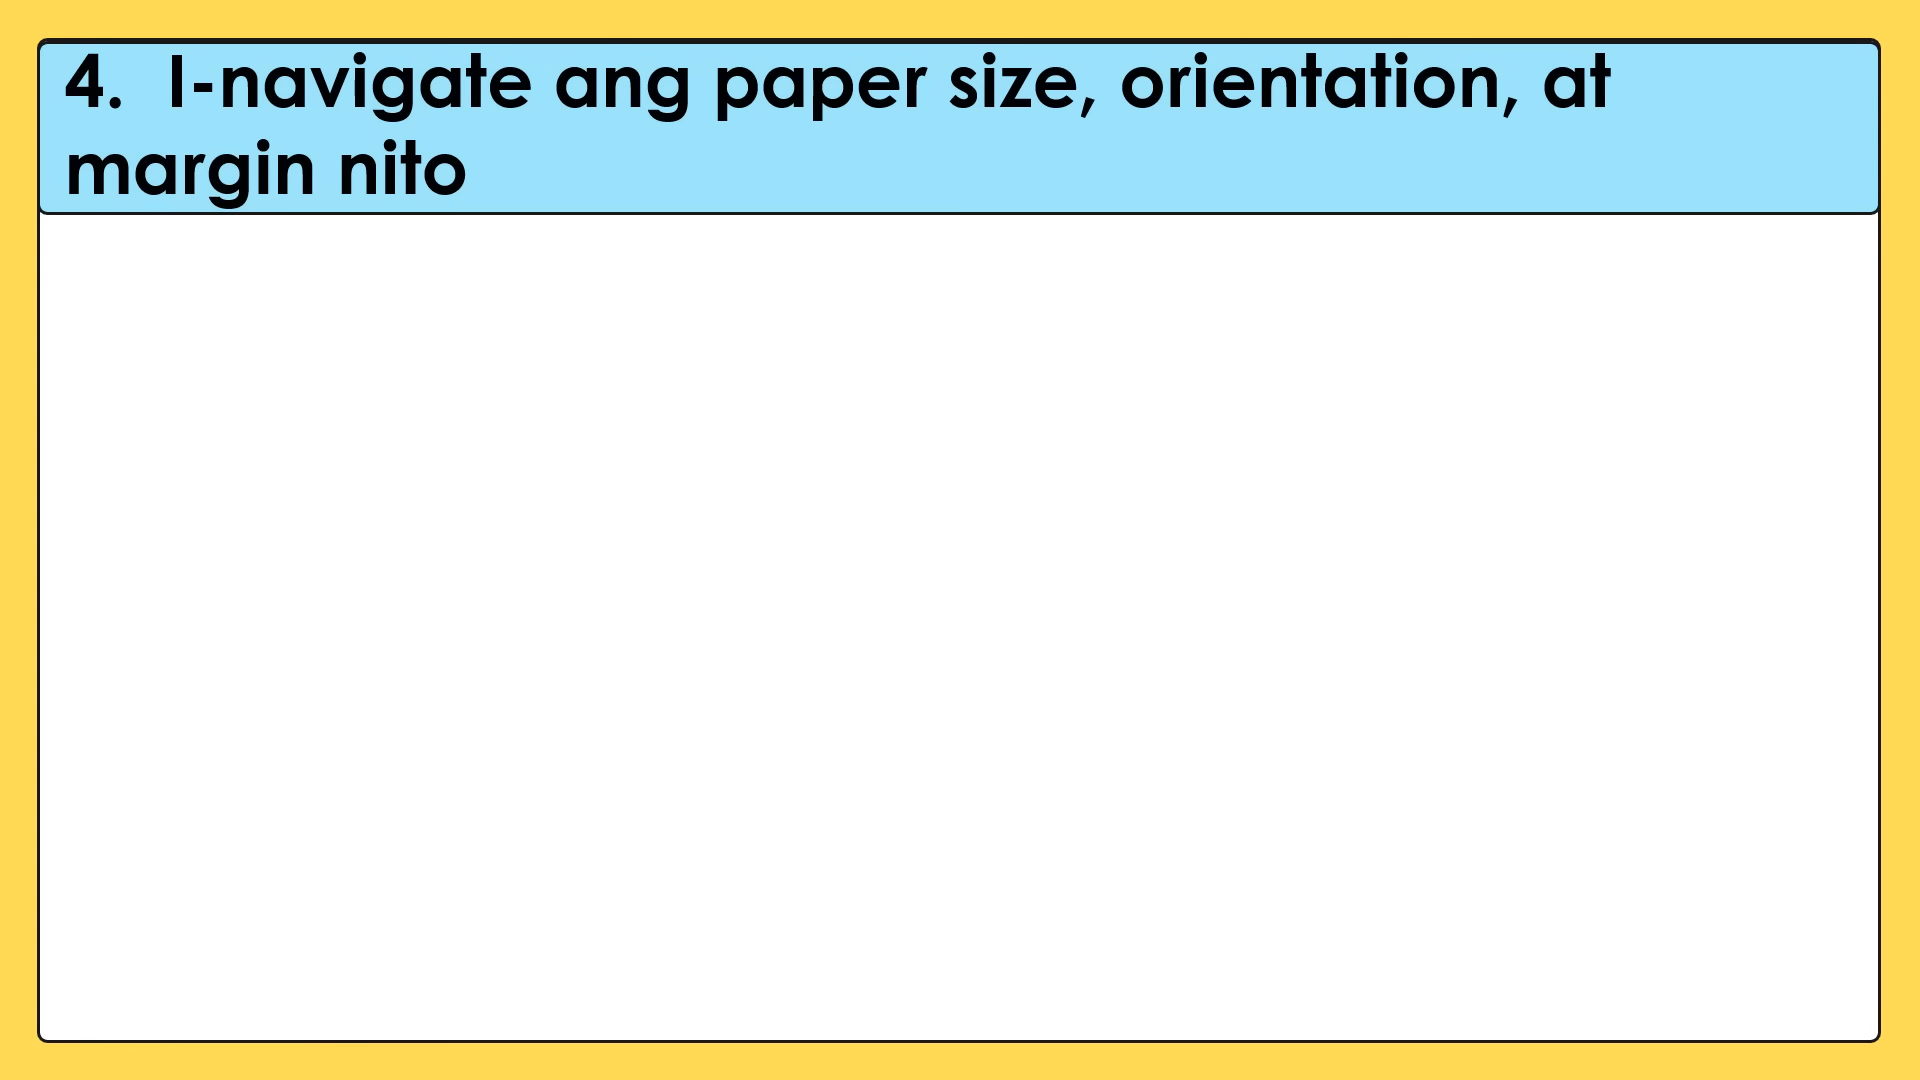 4.  I-navigate ang paper size, orientation, at
margin nito